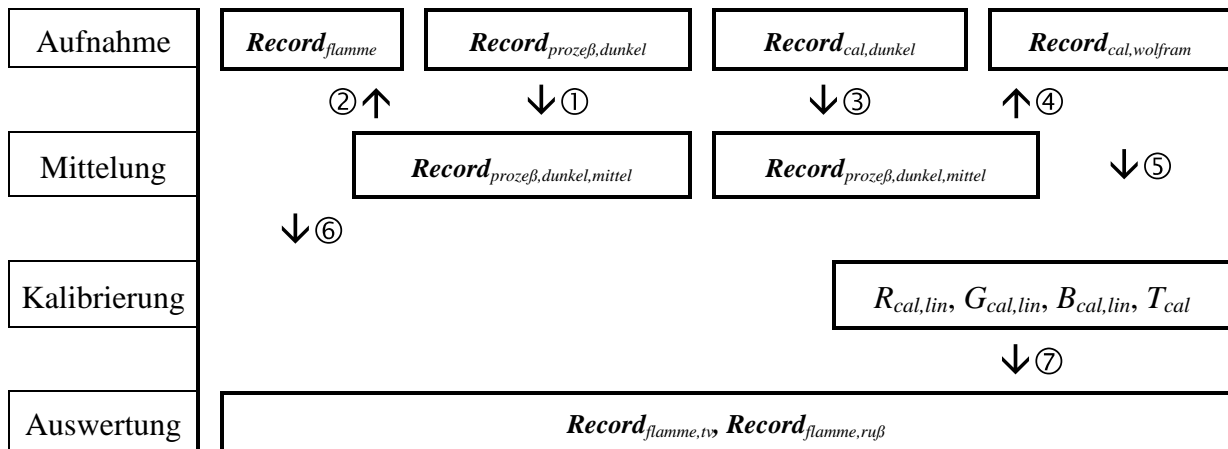 Aufnahme Record_flamme Record_prozeß,dunkel Record_cal,dunkel Record_cal,wolfram
②↑ ↓① ↓③ ↑④
Mittelung Record_prozeß,dunkel,mittel Record_prozeß,dunkel,mittel ↓⑤
↓⑥
Kalibrierung R_cal,lin, G_cal,lin, B_cal,lin, T_cal
↓⑦
Auswertung Record_flamme,tv, Record_flamme,ruß